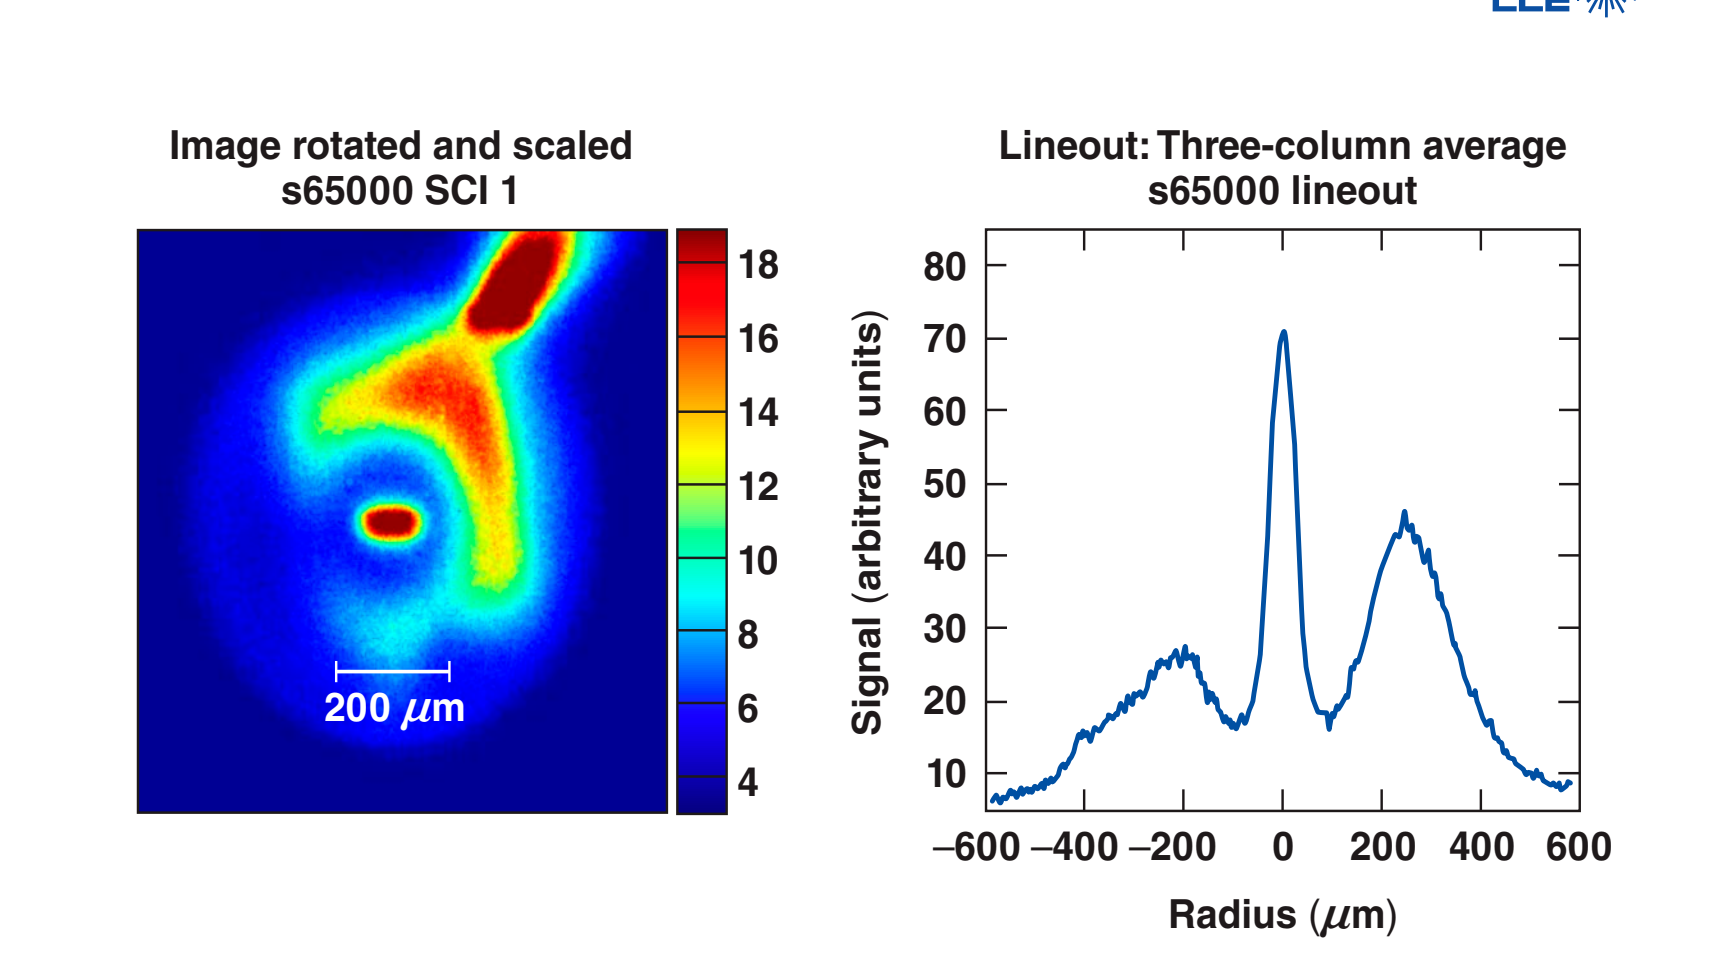 LLE
Image rotated and scaled
s65000 SCI 1
18
16
14
12
10
8
6
4
200 μm
Lineout: Three-column average
s65000 lineout
Signal (arbitrary units)
80
70
60
50
40
30
20
10
–600 –400 –200 0 200 400 600
Radius (μm)